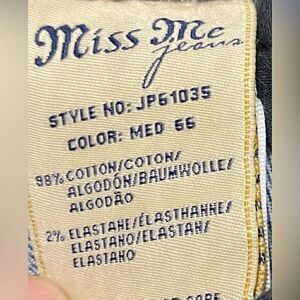 Miss Me
jeans
STYLE NO: JP61035
COLOR: MED 66
98% COTTON/COTON/
ALGODÓN/BAUMWOLLE/
ALGODÃO
2% ELASTANE/ÉLASTHANNE/
ELASTANO/ELASTAN/
ELASTANO